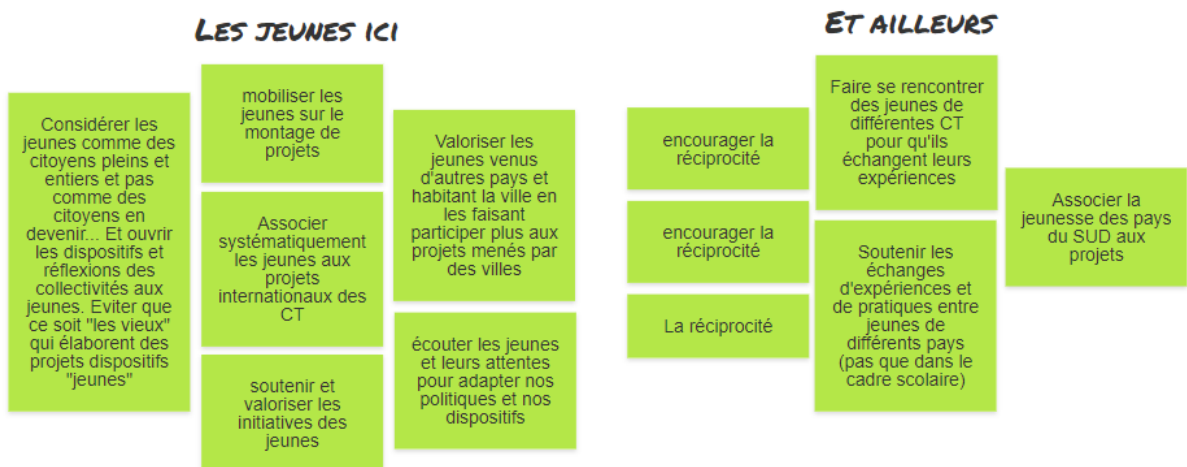 LES JEUNES ICI
Considérer les
jeunes comme des
citoyens pleins et
entiers et pas
comme des
citoyens en
devenir... Et ouvrir
les dispositifs et
réflexions des
collectivités aux
jeunes. Eviter que
ce soit "les vieux"
qui élaborent des
projets dispositifs
"jeunes"
mobiliser les
jeunes sur le
montage de
projets
Associer
systématiquement
les jeunes aux
projets
internationaux des
CT
soutenir et
valoriser les
initiatives des
jeunes
Valoriser les
jeunes venus
d'autres pays et
habitant la ville en
les faisant
participer plus aux
projets menés par
des villes
écouter les jeunes
et leurs attentes
pour adapter nos
politiques et nos
dispositifs
ET AILLEURS
encourager la
réciprocité
encourager la
réciprocité
La réciprocité
Faire se rencontrer
des jeunes de
différentes CT
pour qu'ils
échangent leurs
expériences
Soutenir les
échanges
d'expériences et
de pratiques entre
jeunes de
différents pays
(pas que dans le
cadre scolaire)
Associer la
jeunesse des pays
du SUD aux
projets